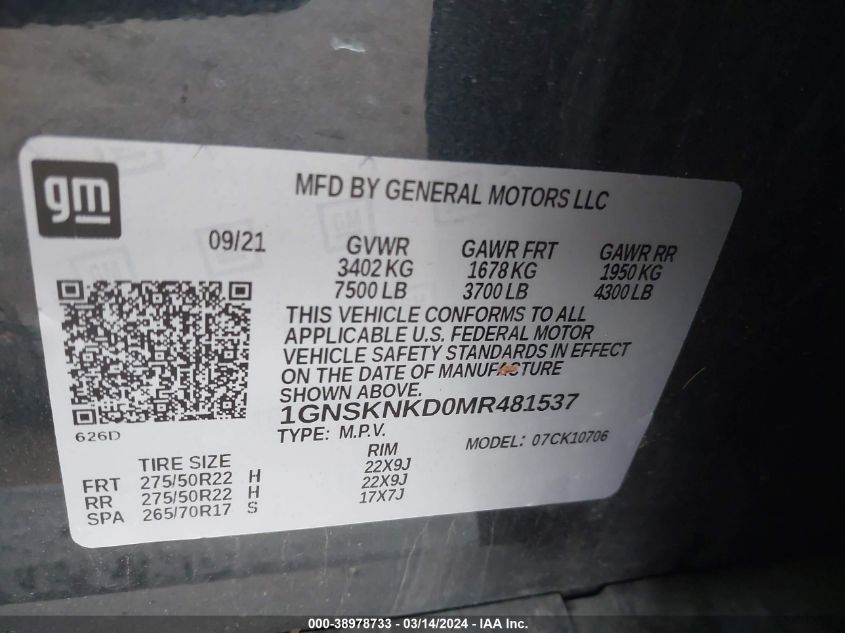 gm
MFD BY GENERAL MOTORS LLC
09/21 GVWR GAWR FRT GAWR RR
3402 KG 1678 KG 1950 KG
7500 LB 3700 LB 4300 LB
THIS VEHICLE CONFORMS TO ALL
APPLICABLE U.S. FEDERAL MOTOR
VEHICLE SAFETY STANDARDS IN EFFECT
ON THE DATE OF MANUFACTURE
SHOWN ABOVE.
1GNSKNKD0MR481537
626D
TYPE: M.P.V. MODEL: 07CK10706
TIRE SIZE RIM
FRT 275/50R22 H 22X9J
RR 275/50R22 H 22X9J
SPA 265/70R17 S 17X7J
000-38978733 - 03/14/2024 - IAA Inc.